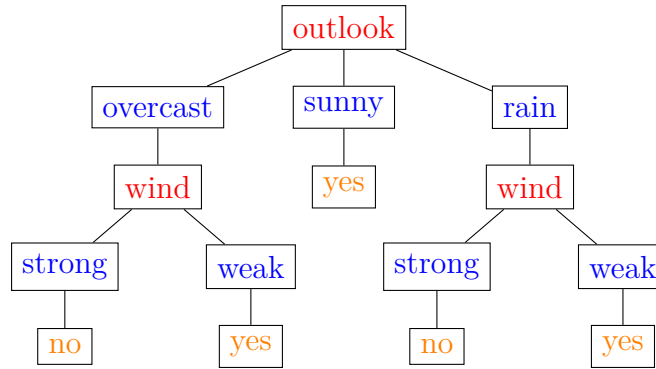 outlook
overcast sunny rain
wind yes wind
strong weak strong weak
no yes no yes